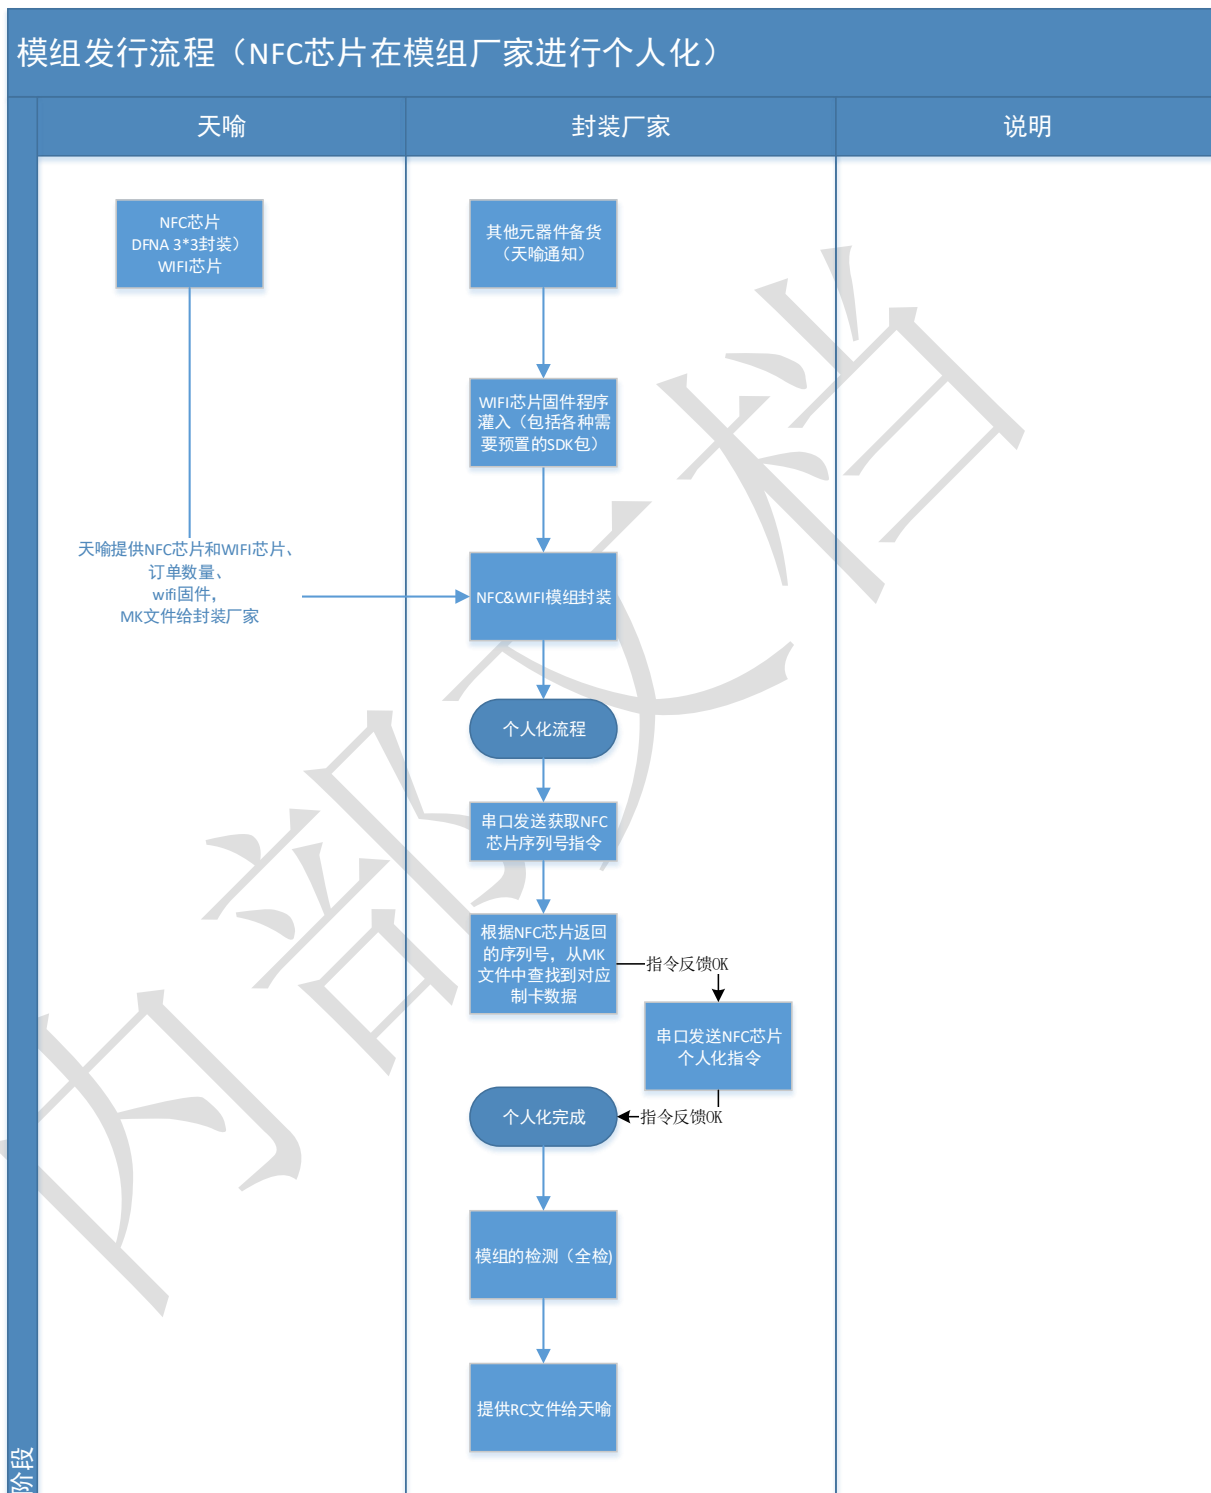 模组发行流程（NFC芯片在模组厂家进行个人化）
天喻
封装厂家
说明
NFC芯片
DFNA 3*3封装）
WIFI芯片
其他元器件备货
（天喻通知）
WIFI芯片固件程序
灌入（包括各种需
要预置的SDK包）
天喻提供NFC芯片和WIFI芯片、
订单数量、
wifi固件，
MK文件给封装厂家
NFC&WIFI模组封装
个人化流程
串口发送获取NFC
芯片序列号指令
根据NFC芯片返回
的序列号，从MK
文件中查找到对应
制卡数据
指令反馈OK
串口发送NFC芯片
个人化指令
指令反馈OK
个人化完成
模组的检测（全检)
提供RC文件给天喻
阶段
内部文档